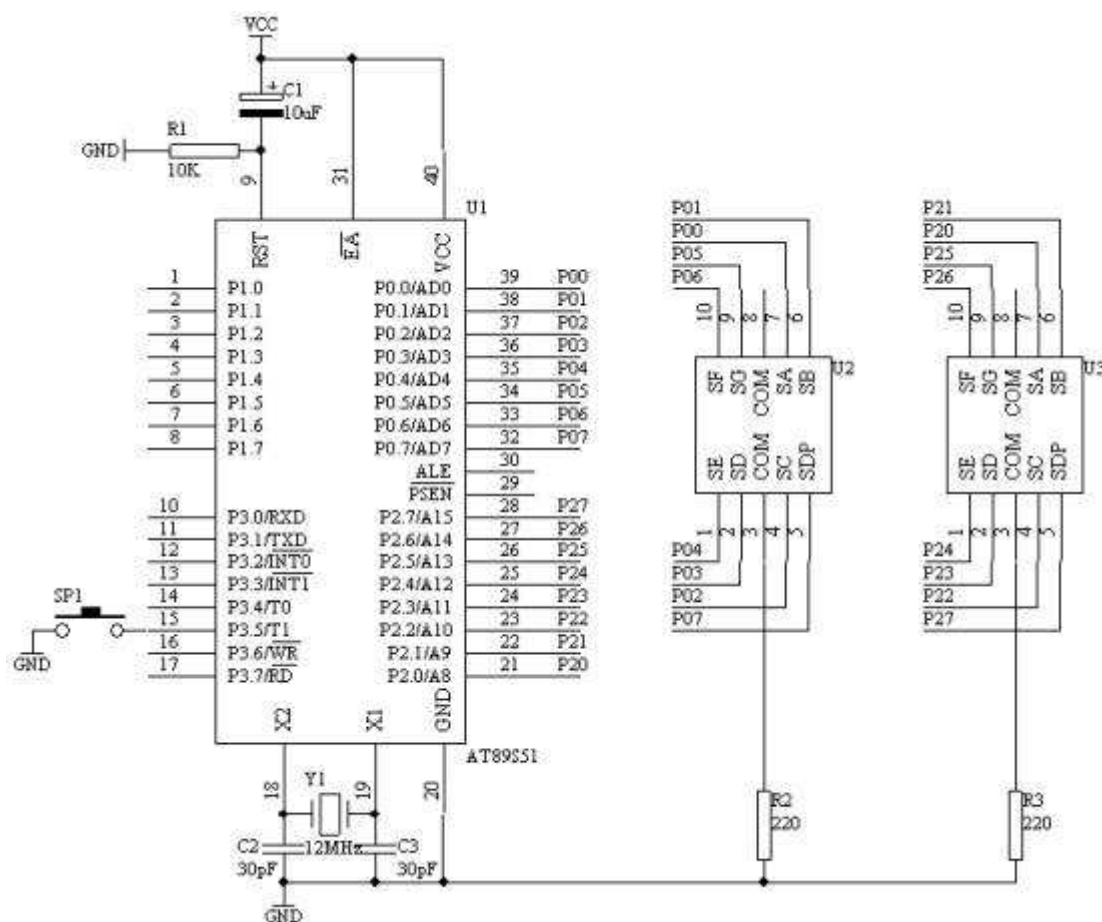 VCC
C1
10uF
R1
GND
10K
9
31
40
U1
RST
EA
VCC
1 P1.0 P0.0/AD0 39 P00
2 P1.1 P0.1/AD1 38 P01
3 P1.2 P0.2/AD2 37 P02
4 P1.3 P0.3/AD3 36 P03
5 P1.4 P0.4/AD4 35 P04
6 P1.5 P0.5/AD5 34 P05
7 P1.6 P0.6/AD6 33 P06
8 P1.7 P0.7/AD7 32 P07
ALE 30
PSEN 29
10 P3.0/RXD P2.7/A15 28 P27
11 P3.1/TXD P2.6/A14 27 P26
12 P3.2/INT0 P2.5/A13 26 P25
13 P3.3/INT1 P2.4/A12 25 P24
14 P3.4/T0 P2.3/A11 24 P23
SP1
15 P3.5/T1 P2.2/A10 23 P22
16 P3.6/WR P2.1/A9 22 P21
17 P3.7/RD P2.0/A8 21 P20
GND
X2
X1
GND
AT89S51
18
Y1
19
20
C2
12MHz
C3
30pF
30pF
GND
P01
P00
P05
P06
10 9 8 7 6
SF SG COM SA SB
U2
SE SD COM SC SDP
1 2 3 4 5
P04
P03
P02
P07
R2
220
P21
P20
P25
P26
10 9 8 7 6
SF SG COM SA SB
U3
SE SD COM SC SDP
1 2 3 4 5
P24
P23
P22
P27
R3
220